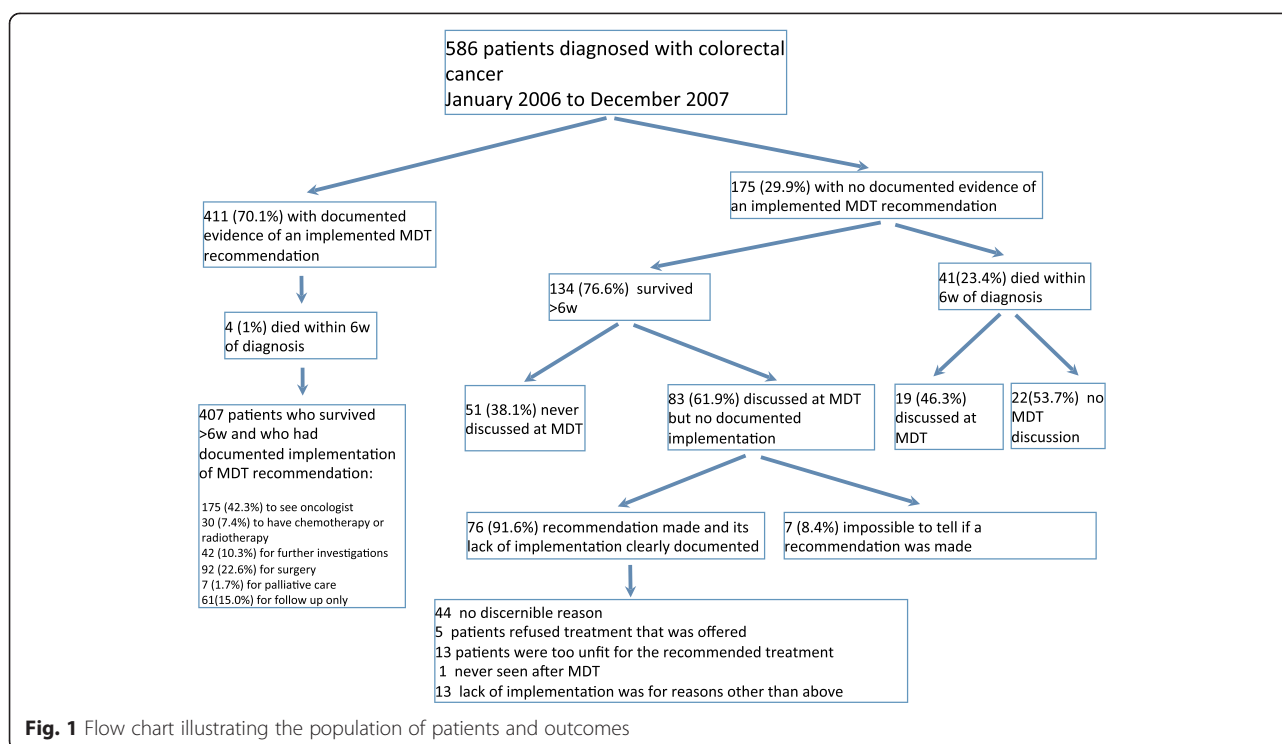 586 patients diagnosed with colorectal
cancer
January 2006 to December 2007
175 (29.9%) with no documented evidence of
an implemented MDT recommendation
411 (70.1%) with documented
evidence of an implemented MDT
recommendation
134 (76.6%) survived
>6w
41(23.4%) died within
6w of diagnosis
4 (1%) died within 6w
of diagnosis
51 (38.1%) never
discussed at MDT
83 (61.9%) discussed at MDT
but no documented
implementation
19 (46.3%)
discussed at
MDT
22(53.7%) no
MDT
discussion
407 patients who survived
>6w and who had
documented implementation
of MDT recommendation:
175 (42.3%) to see oncologist
30 (7.4%) to have chemotherapy or
radiotherapy
42 (10.3%) for further investigations
92 (22.6%) for surgery
7 (1.7%) for palliative care
61(15.0%) for follow up only
76 (91.6%) recommendation made and its
lack of implementation clearly documented
7 (8.4%) impossible to tell if a
recommendation was made
44 no discernible reason
5 patients refused treatment that was offered
13 patients were too unfit for the recommended treatment
1 never seen after MDT
13 lack of implementation was for reasons other than above
Fig. 1 Flow chart illustrating the population of patients and outcomes